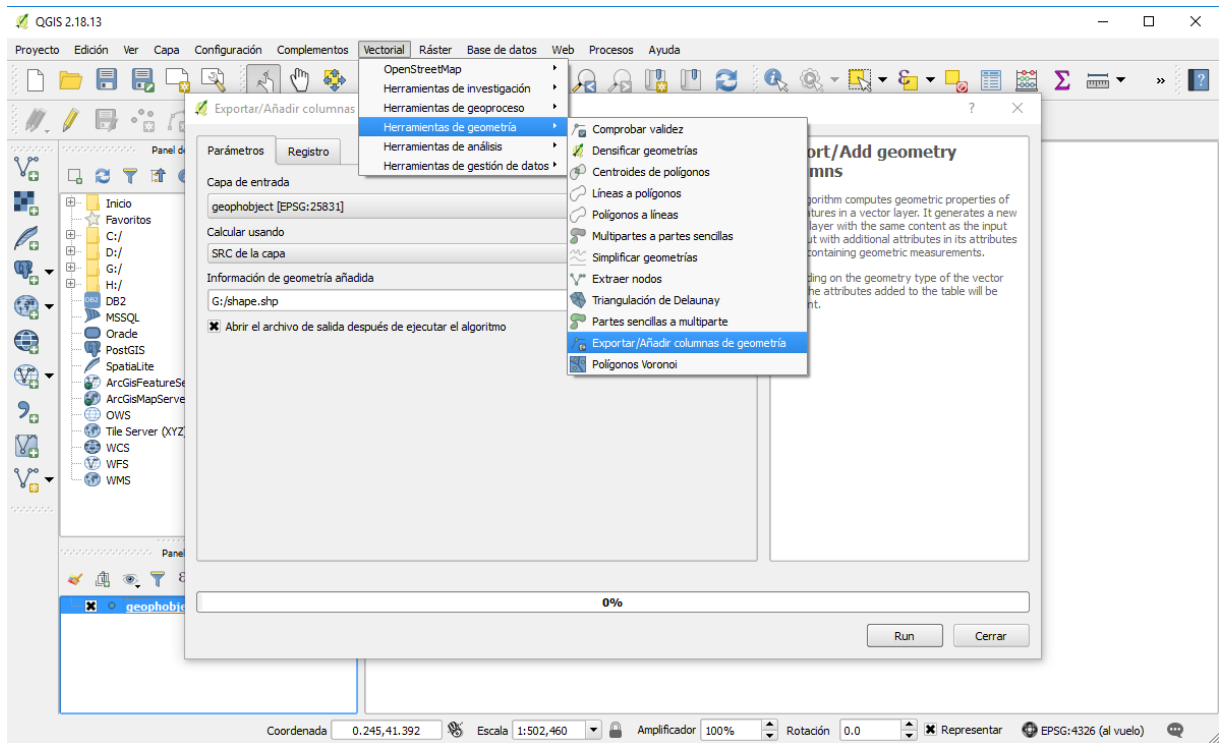 QGIS 2.18.13
Proyecto Edición Ver Capa Configuración Complementos Vectorial Ráster Base de datos Web Procesos Ayuda
OpenStreetMap
Herramientas de investigación
Herramientas de geoproceso
Herramientas de geometría
Herramientas de análisis
Herramientas de gestión de datos
Comprobar validez
Densificar geometrías
Centroides de polígonos
Líneas a polígonos
Polígonos a líneas
Multipartes a partes sencillas
Simplificar geometrías
Extraer nodos
Triangulación de Delaunay
Partes sencillas a multiparte
Exportar/Añadir columnas de geometría
Polígonos Voronoi
Exportar/Añadir columnas
Parámetros Registro
Capa de entrada
geophobject [EPSG:25831]
Calcular usando
SRC de la capa
Información de geometría añadida
G:/shape.shp
Abrir el archivo de salida después de ejecutar el algoritmo
ort/Add geometry
mns
gorithm computes geometric properties of
tures in a vector layer. It generates a new
layer with the same content as the input
ut with additional attributes in its attributes
containing geometric measurements.
ding on the geometry type of the vector
he attributes added to the table will be
nt.
0%
Run Cerrar
Panel d
Inicio
Favoritos
C:/
D:/
G:/
H:/
DB2
DB2
MSSQL
Oracle
PostGIS
SpatiaLite
ArcGisFeatureSe
ArcGisMapServe
OWS
Tile Server (XYZ)
WCS
WFS
WMS
Panel
geophobje
Coordenada 0.245,41.392 Escala 1:502,460 Amplificador 100% Rotación 0.0 Representar EPSG:4326 (al vuelo)